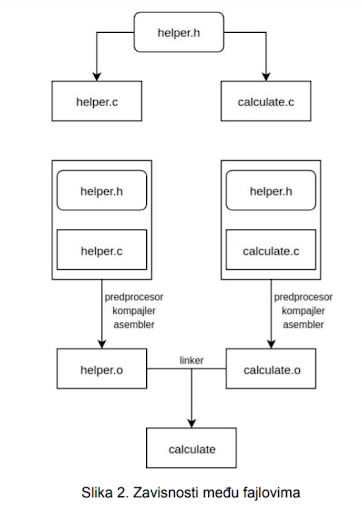 helper.h
helper.c
calculate.c
helper.h
helper.h
helper.c
calculate.c
predprocesor
kompajler
asembler
predprocesor
kompajler
asembler
helper.o
linker
calculate.o
calculate
Slika 2. Zavisnosti među fajlovima